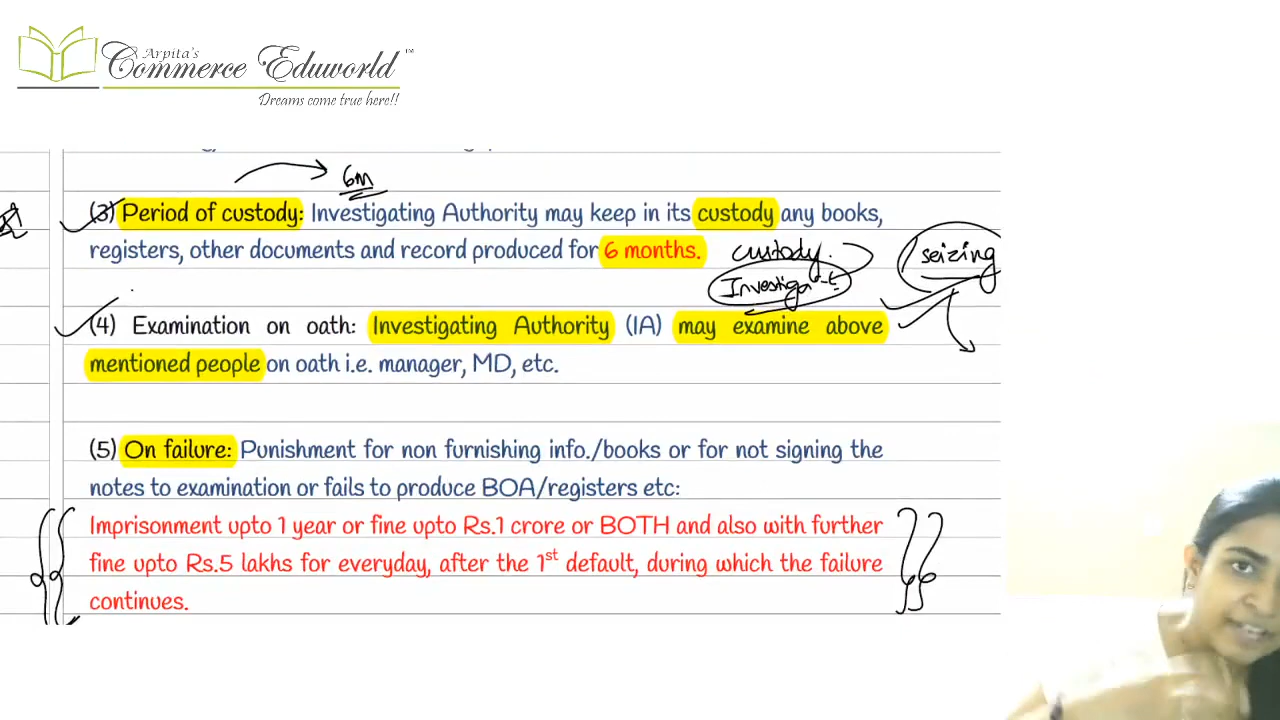 Arpita's
Commerce Eduworld™
Dreams come true here!!
6M
(3) Period of custody: Investigating Authority may keep in its custody any books,
registers, other documents and record produced for 6 months.
custody.
seizing
Investigat
(4) Examination on oath: Investigating Authority (IA) may examine above
mentioned people on oath i.e. manager, MD, etc.
(5) On failure: Punishment for non furnishing info./books or for not signing the
notes to examination or fails to produce BOA/registers etc:
Imprisonment upto 1 year or fine upto Rs.1 crore or BOTH and also with further
fine upto Rs.5 lakhs for everyday, after the 1st default, during which the failure
continues.